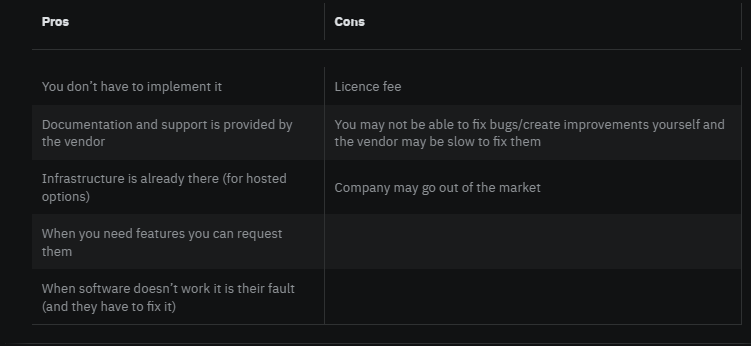 Pros
Cons
You don't have to implement it
Licence fee
Documentation and support is provided by
the vendor
You may not be able to fix bugs/create improvements yourself and
the vendor may be slow to fix them
Infrastructure is already there (for hosted
options)
Company may go out of the market
When you need features you can request
them
When software doesn't work it is their fault
(and they have to fix it)